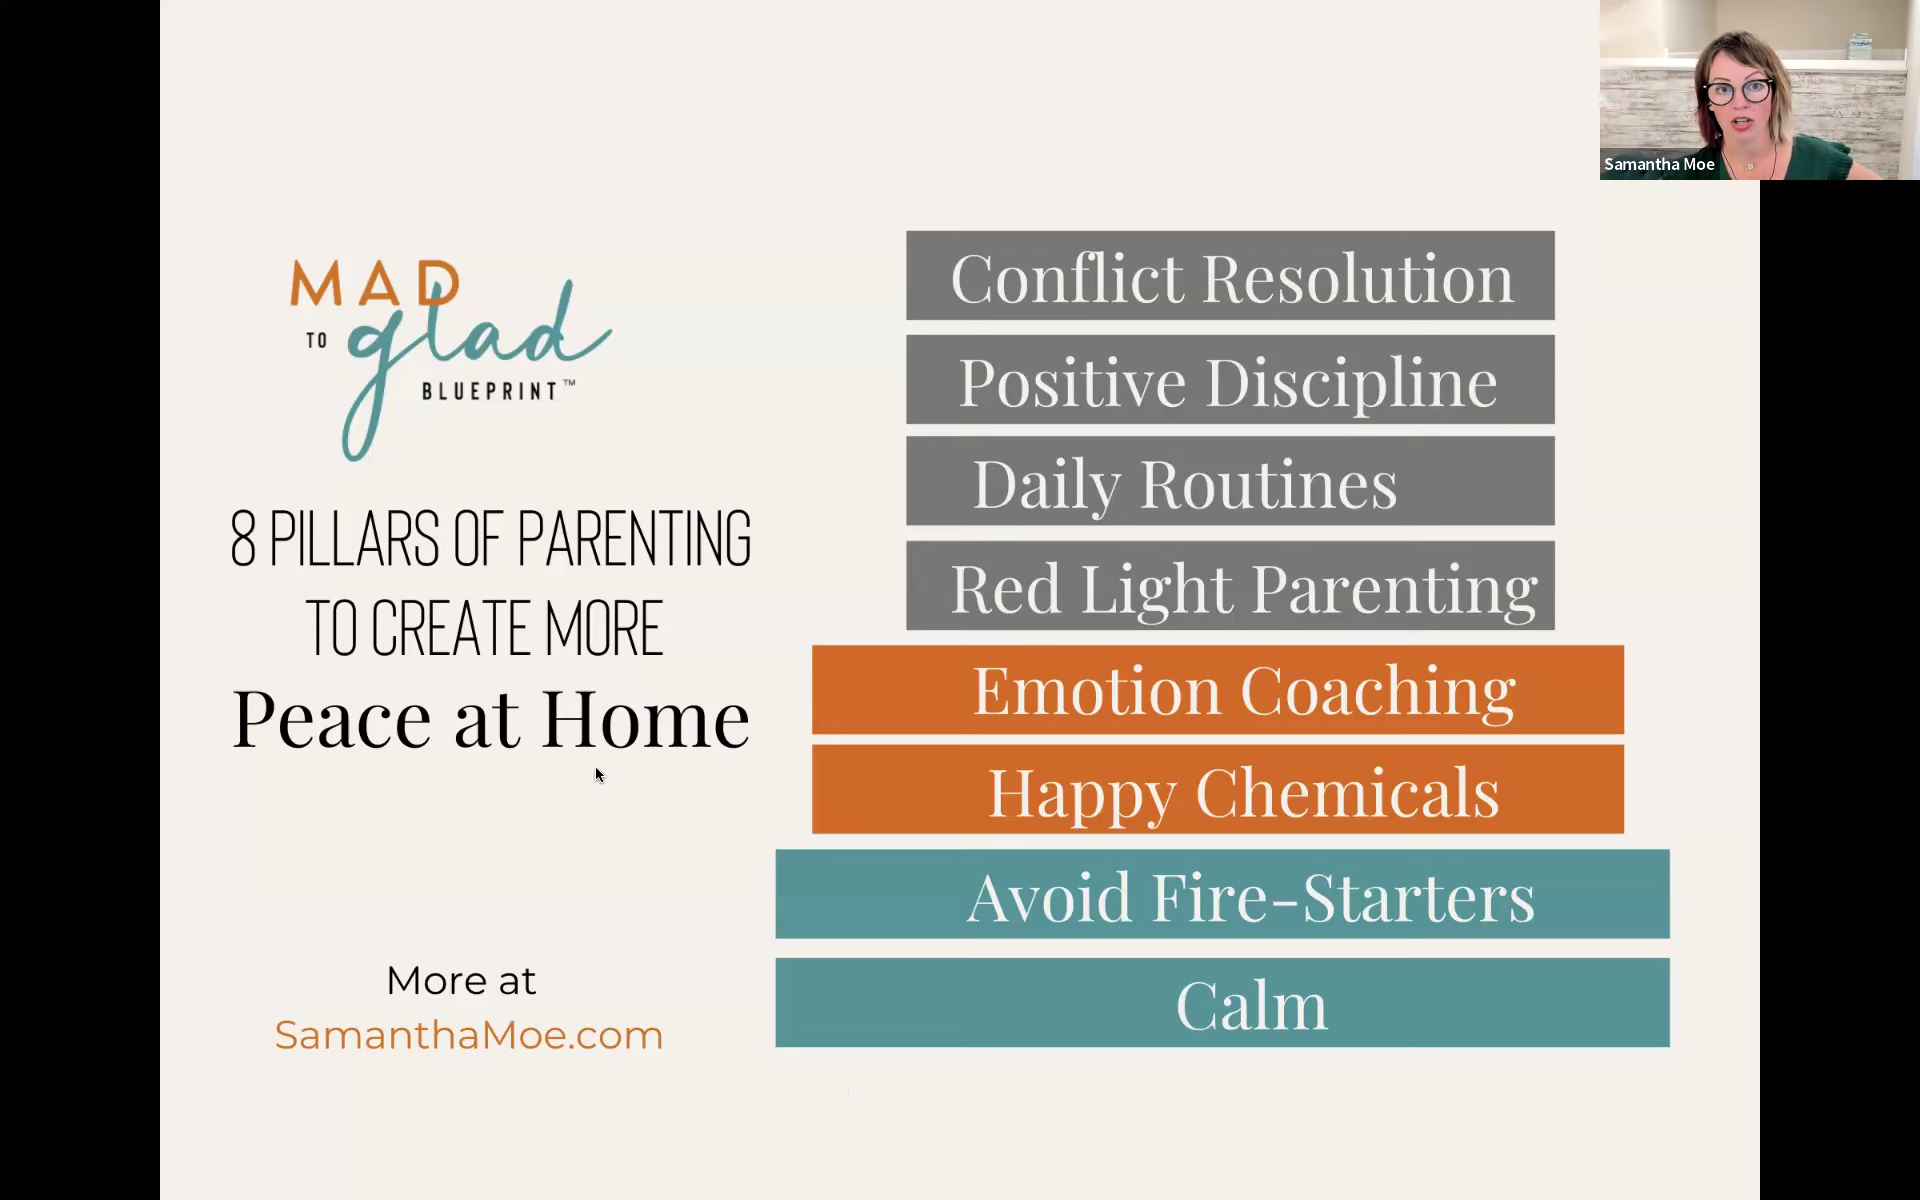 Samantha Moe
MAD
TO glad
BLUEPRINT™
8 PILLARS OF PARENTING
TO CREATE MORE
Peace at Home
More at
SamanthaMoe.com
Conflict Resolution
Positive Discipline
Daily Routines
Red Light Parenting
Emotion Coaching
Happy Chemicals
Avoid Fire-Starters
Calm